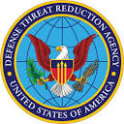 DEFENSE THREAT REDUCTION AGENCY
UNITED STATES OF AMERICA